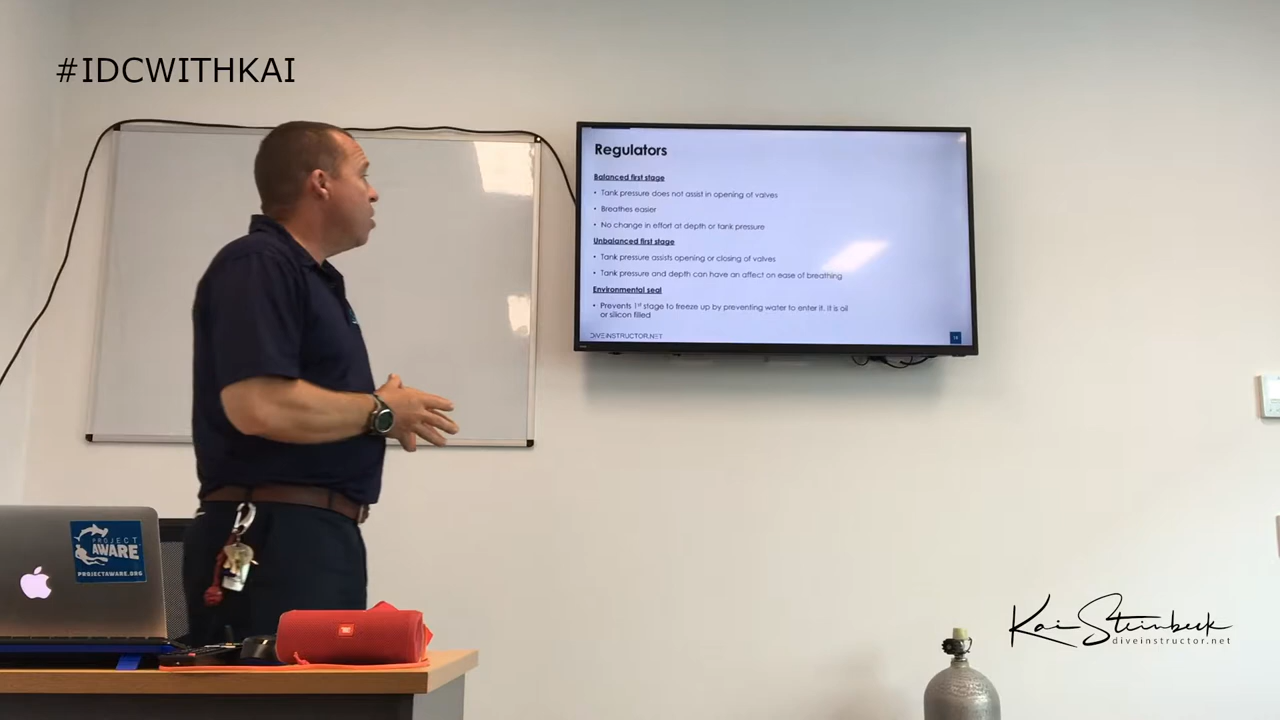 #IDCWITHKAI
Regulators
Balanced first stage
• Tank pressure does not assist in opening of valves
• Breathes easier
• No change in effort at depth or tank pressure
Unbalanced first stage
• Tank pressure assists opening or closing of valves
• Tank pressure and depth can have an affect on ease of breathing
Environmental seal
• Prevents 1st stage to freeze up by preventing water to enter it. It is oil
or silicon filled
DIVEINSTRUCTOR.NET
PROJECT
AWARE
PROJECTAWARE.ORG
JBL
Kai Steinbeck
diveinstructor.net